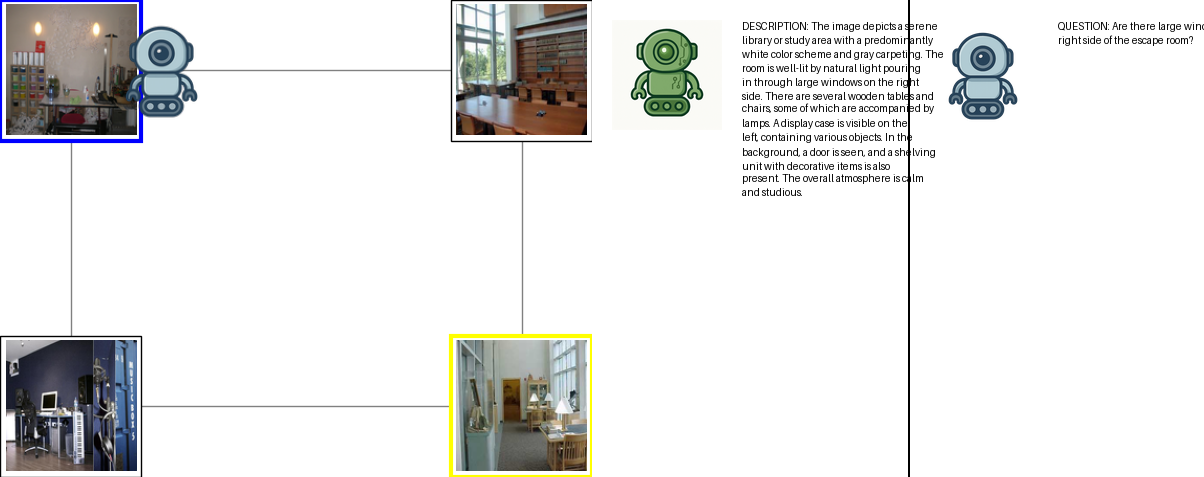 DESCRIPTION: The image depicts a serene
library or study area with a predominantly
white color scheme and gray carpeting. The
room is well-lit by natural light pouring
in through large windows on the right
side. There are several wooden tables and
chairs, some of which are accompanied by
lamps. A display case is visible on the
left, containing various objects. In the
background, a door is seen, and a shelving
unit with decorative items is also
present. The overall atmosphere is calm
and studious.
QUESTION: Are there large
right side of the escape room?
MUSIC BOX 5